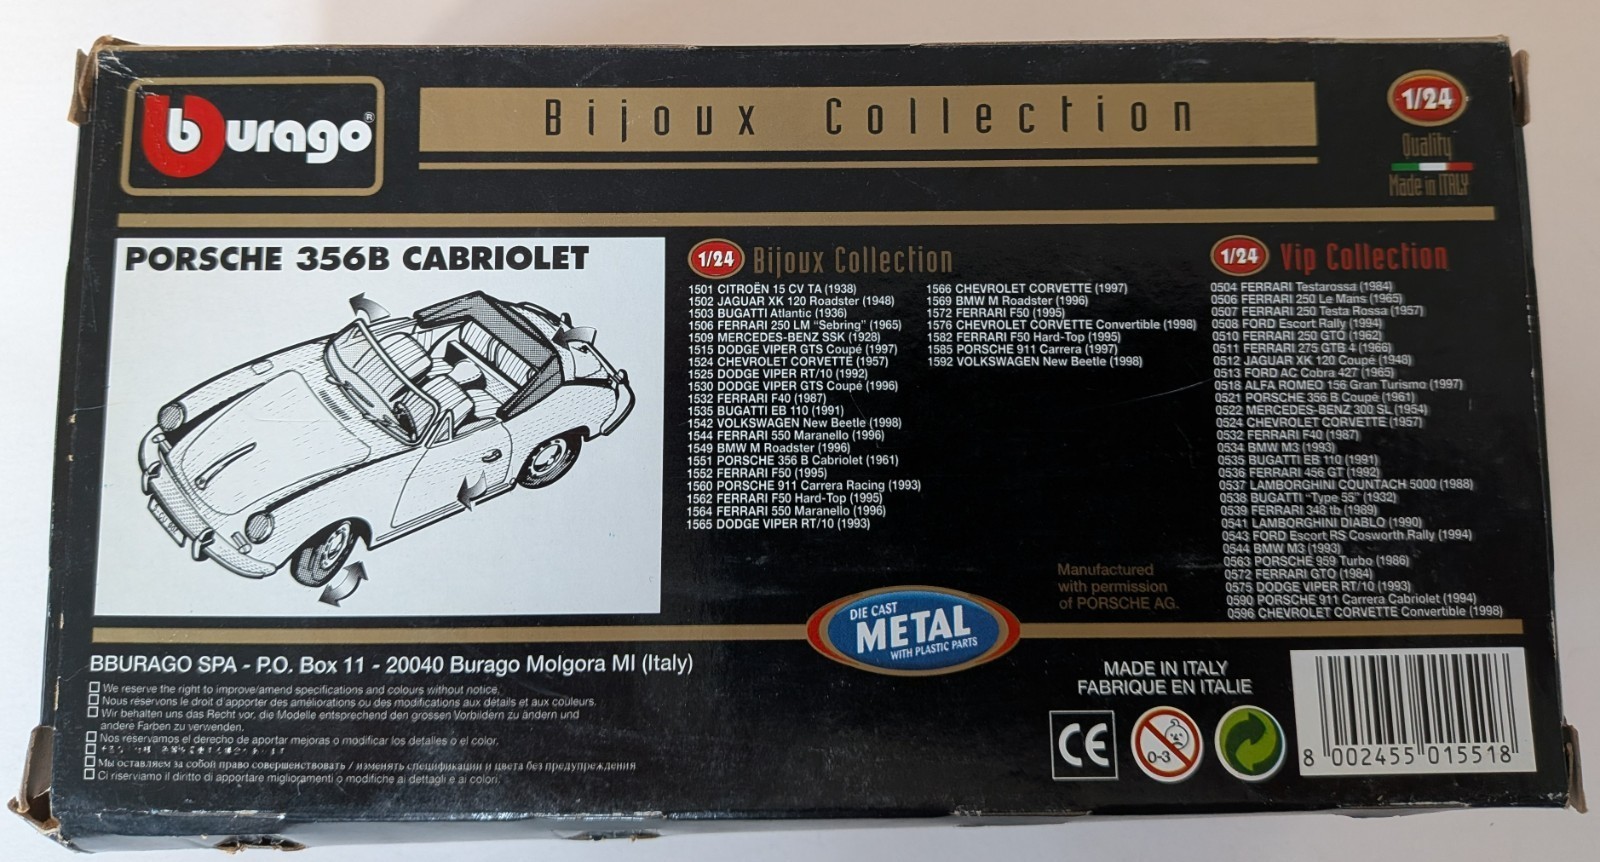 burago®
Bijoux Collection
1/24
Quality
Made in ITALY
PORSCHE 356B CABRIOLET
1/24 Bijoux Collection
1501 CITROËN 15 CV TA (1938)
1502 JAGUAR XK 120 Roadster (1948)
1503 BUGATTI Atlantic (1936)
1506 FERRARI 250 LM "Sebring" (1965)
1509 MERCEDES-BENZ SSK (1928)
1515 DODGE VIPER GTS Coupé (1997)
1524 CHEVROLET CORVETTE (1957)
1525 DODGE VIPER RT/10 (1992)
1530 DODGE VIPER GTS Coupé (1996)
1532 FERRARI F40 (1987)
1535 BUGATTI EB 110 (1991)
1542 VOLKSWAGEN New Beetle (1998)
1544 FERRARI 550 Maranello (1996)
1549 BMW M Roadster (1996)
1551 PORSCHE 356 B Cabriolet (1961)
1552 FERRARI F50 (1995)
1560 PORSCHE 911 Carrera Racing (1993)
1562 FERRARI F50 Hard-Top (1995)
1564 FERRARI 550 Maranello (1996)
1565 DODGE VIPER RT/10 (1993)
1566 CHEVROLET CORVETTE (1997)
1569 BMW M Roadster (1996)
1572 FERRARI F50 (1995)
1576 CHEVROLET CORVETTE Convertible (1998)
1582 FERRARI F50 Hard-Top (1995)
1585 PORSCHE 911 Carrera (1997)
1592 VOLKSWAGEN New Beetle (1998)
1/24 Vip Collection
0504 FERRARI Testarossa (1984)
0506 FERRARI 250 Le Mans (1965)
0507 FERRARI 250 Testa Rossa (1957)
0508 FORD Escort Rally (1994)
0510 FERRARI 250 GTO (1962)
0511 FERRARI 275 GTB 4 (1966)
0512 JAGUAR XK 120 Coupé (1948)
0513 FORD AC Cobra 427 (1965)
0518 ALFA ROMEO 156 Gran Turismo (1997)
0521 PORSCHE 356 B Coupé (1961)
0522 MERCEDES-BENZ 300 SL (1954)
0524 CHEVROLET CORVETTE (1957)
0532 FERRARI F40 (1987)
0534 BMW M3 (1993)
0535 BUGATTI EB 110 (1991)
0536 FERRARI 456 GT (1992)
0537 LAMBORGHINI COUNTACH 5000 (1988)
0538 BUGATTI "Type 55" (1932)
0539 FERRARI 348 tb (1989)
0541 LAMBORGHINI DIABLO (1990)
0543 FORD Escort RS Cosworth Rally (1994)
0544 BMW M3 (1993)
0563 PORSCHE 959 Turbo (1986)
0572 FERRARI GTO (1984)
0575 DODGE VIPER RT/10 (1993)
0590 PORSCHE 911 Carrera Cabriolet (1994)
0596 CHEVROLET CORVETTE Convertible (1998)
Manufactured
with permission
of PORSCHE AG.
DIE CAST
METAL
WITH PLASTIC PARTS
BBURAGO SPA - P.O. Box 11 - 20040 Burago Molgora MI (Italy)
We reserve the right to improve/amend specifications and colours without notice.
Nous réservons le droit d'apporter des améliorations ou des modifications aux détails et aux couleurs.
Wir behalten uns das Recht vor, die Modelle entsprechend den grossen Vorbildern zu ändern und
andere Farben zu verwenden.
Nos reservamos el derecho de aportar mejoras o modificar los detalles o el color.
Мы оставляем за собой право совершенствовать / изменять спецификации и цвета без предупреждения
Ci riserviamo il diritto di apportare miglioramenti o modifiche ai dettagli e ai colori.
MADE IN ITALY
FABRIQUE EN ITALIE
CE
0-3
8 002455 015518